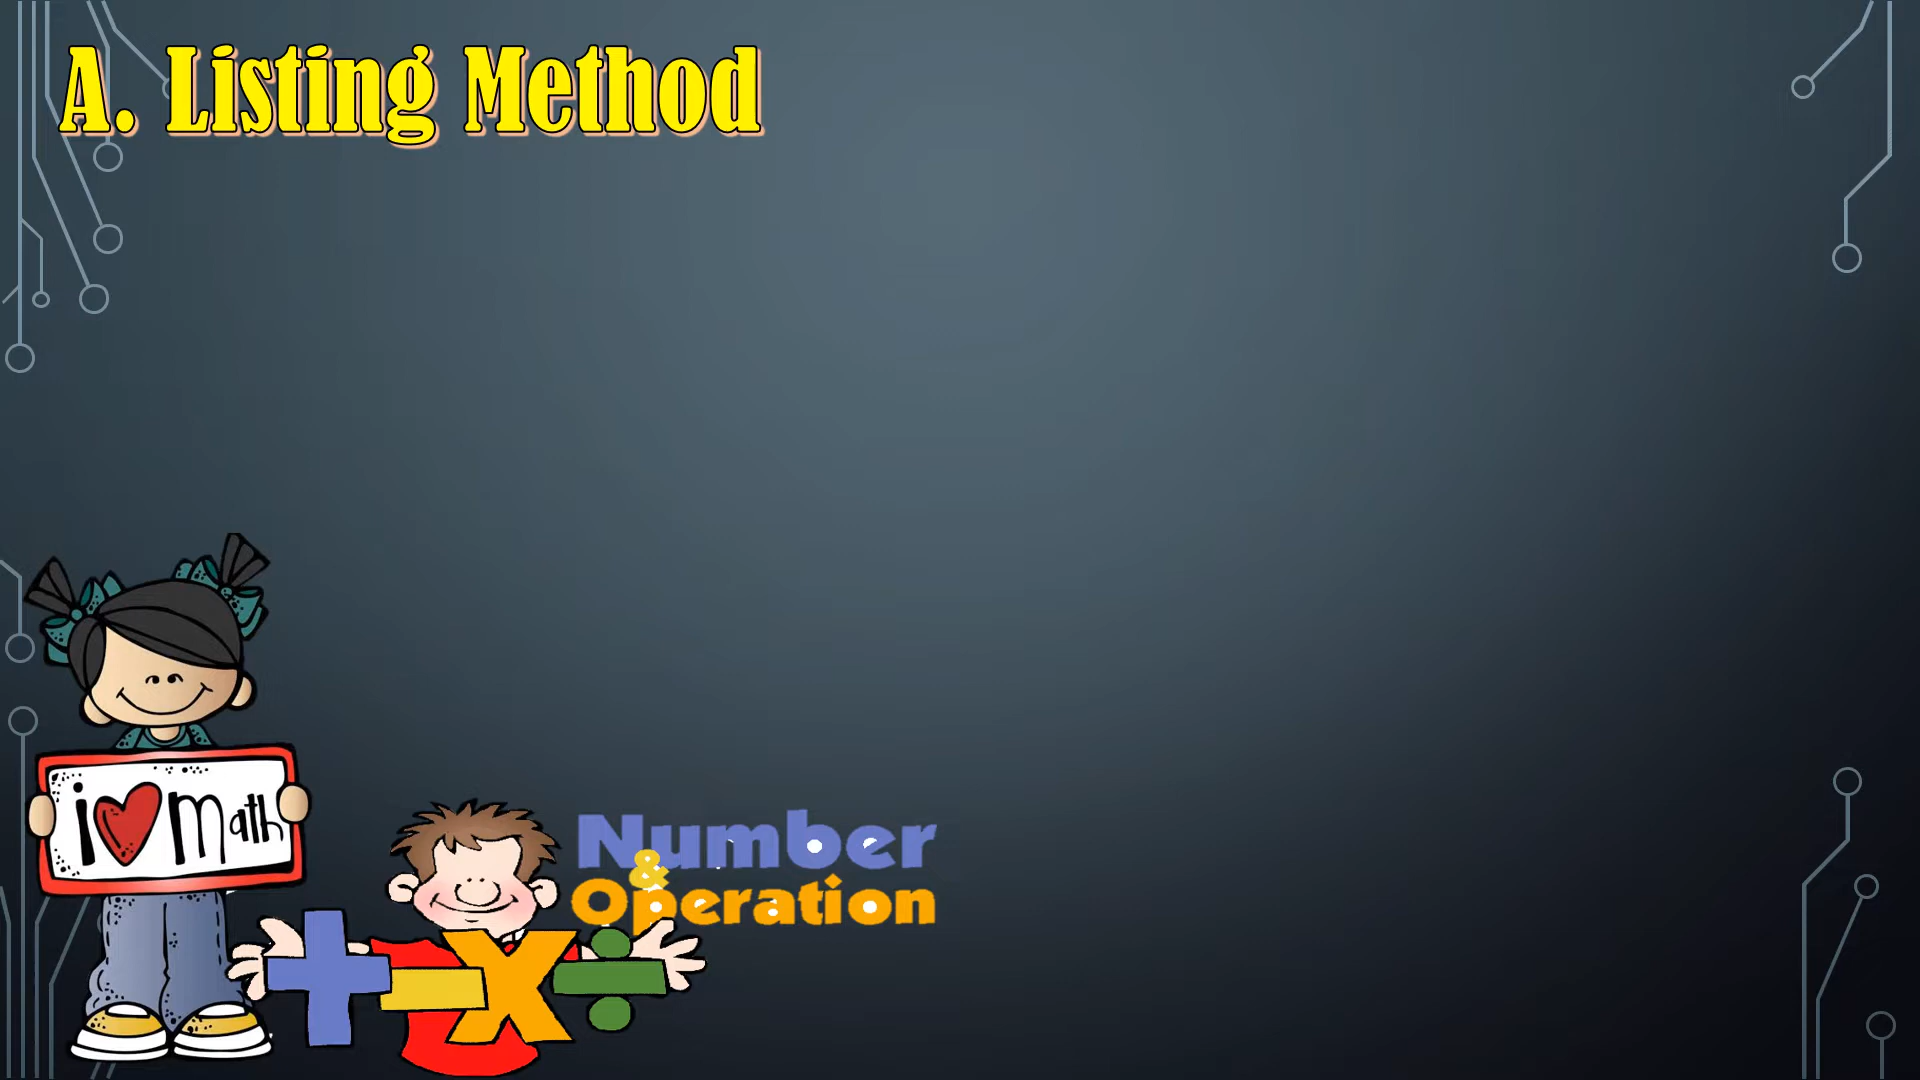 A. Listing Method
i ♥ math
Number
&
Operation
+ - x ÷